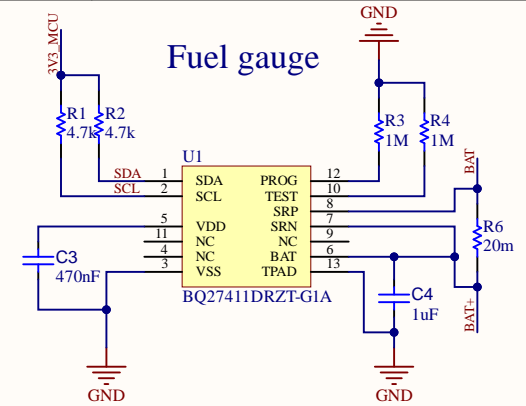 GND
Fuel gauge
3V3_MCU
R1
4.7k
R2
4.7k
R3
1M
R4
1M
U1
SDA 1 SDA PROG 12
SCL 2 SCL TEST 10
SRP 8
5 VDD SRN 7
11 NC NC 9
4 NC BAT 6
3 VSS TPAD 13
BQ27411DRZT-G1A
BAT
R6
20m
BAT+
C3
470nF
C4
1uF
GND
GND